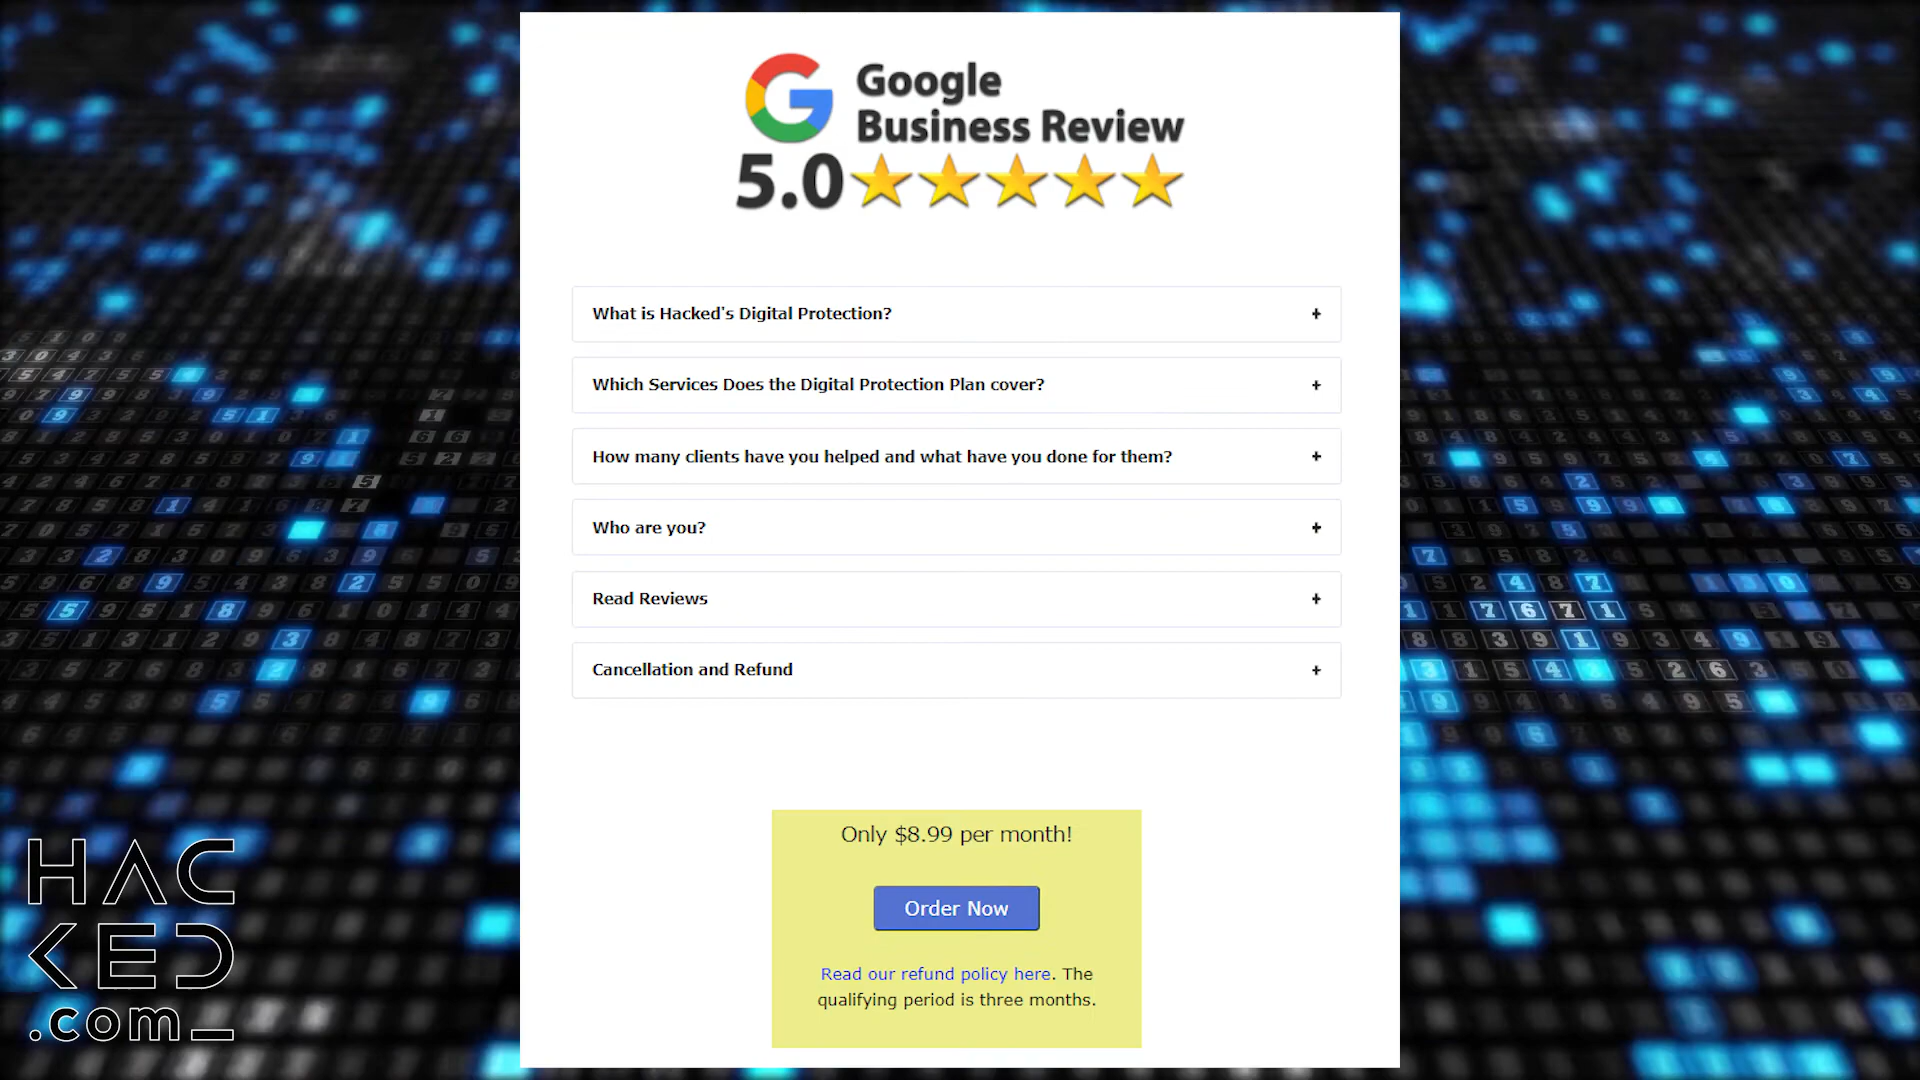 Google
Business Review
5.0
What is Hacked's Digital Protection?
+
Which Services Does the Digital Protection Plan cover?
+
How many clients have you helped and what have you done for them?
+
Who are you?
+
Read Reviews
+
Cancellation and Refund
+
Only $8.99 per month!
Order Now
Read our refund policy here. The
qualifying period is three months.
HAC
KED
.com_